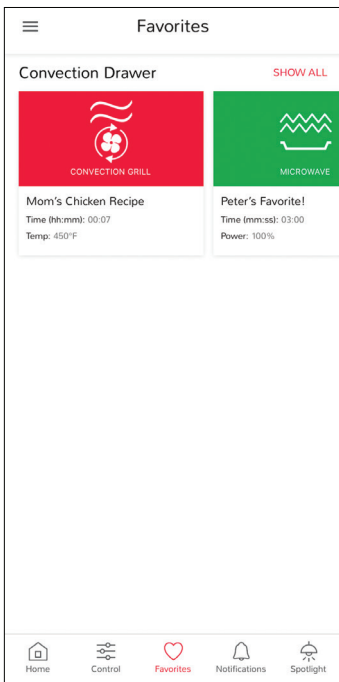 Favorites
Convection Drawer
SHOW ALL
CONVECTION GRILL
MICROWAVE
Mom's Chicken Recipe
Time (hh:mm): 00:07
Temp: 450°F
Peter's Favorite!
Time (mm:ss): 03:00
Power: 100%
Home
Control
Favorites
Notifications
Spotlight